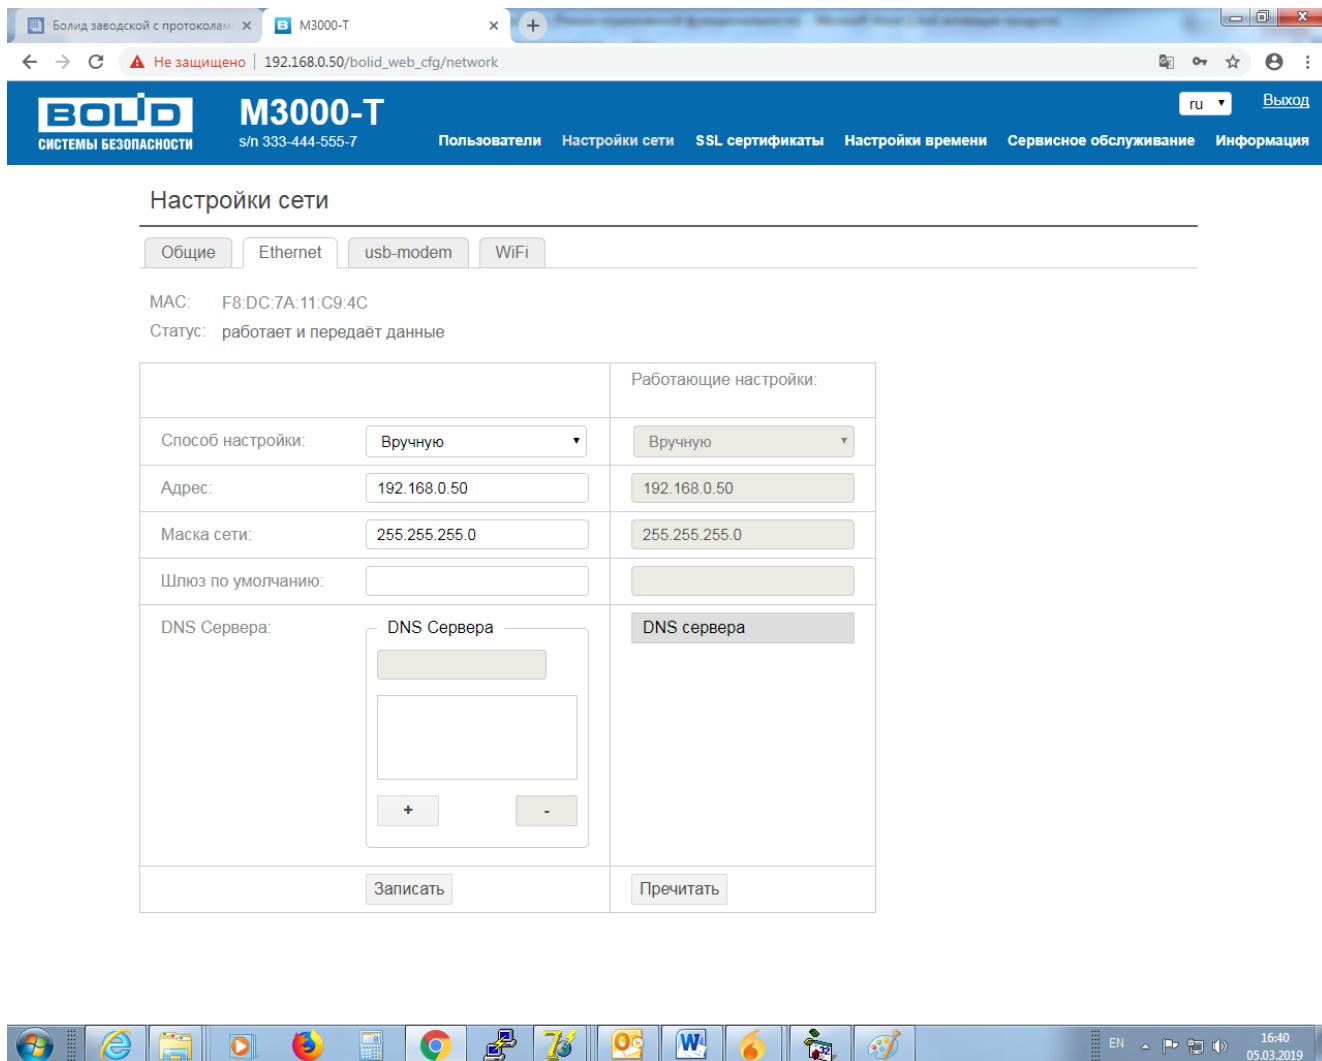 Болид заводской с протоколам
M3000-T
Не защищено
192.168.0.50/bolid_web_cfg/network
BOLID
СИСТЕМЫ БЕЗОПАСНОСТИ
M3000-T
s/n 333-444-555-7
ru
Выход
Пользователи Настройки сети SSL сертификаты Настройки времени Сервисное обслуживание Информация
Настройки сети
Общие Ethernet usb-modem WiFi
MAC: F8:DC:7A:11:C9:4C
Статус: работает и передаёт данные
Работающие настройки:
Способ настройки: Вручную Вручную
Адрес: 192.168.0.50 192.168.0.50
Маска сети: 255.255.255.0 255.255.255.0
Шлюз по умолчанию:
DNS Сервера: DNS Сервера DNS сервера
+ -
Записать Пречитать
EN
16:40
05.03.2019